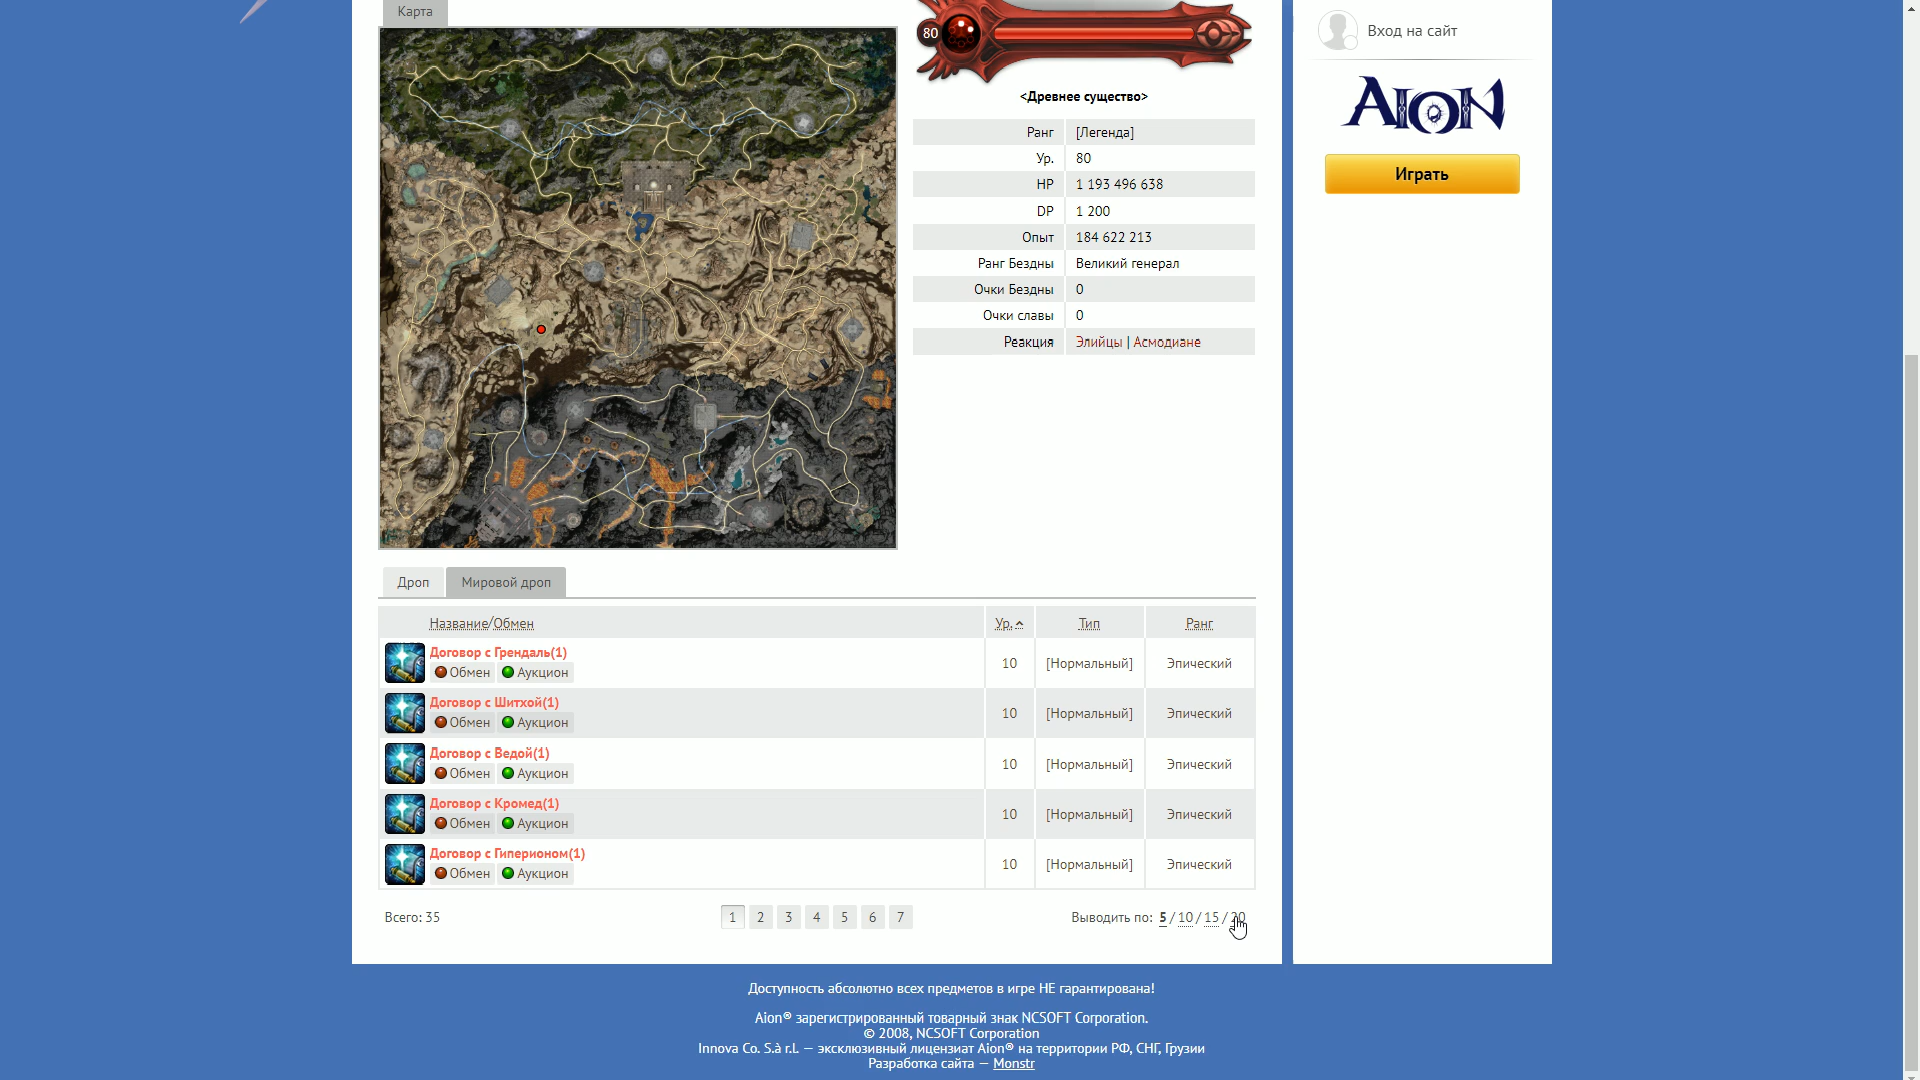 Карта
80
<Древнее существо>
Ранг [Легенда]
Ур. 80
HP 1 193 496 638
DP 1 200
Опыт 184 622 213
Ранг Бездны Великий генерал
Очки Бездны 0
Очки славы 0
Реакция Элийцы | Асмодиане
Вход на сайт
AION
Играть
Дроп Мировой дроп
Название/Обмен Ур. Тип Ранг
Договор с Грендаль(1)
Обмен Аукцион 10 [Нормальный] Эпический
Договор с Шитхой(1)
Обмен Аукцион 10 [Нормальный] Эпический
Договор с Ведой(1)
Обмен Аукцион 10 [Нормальный] Эпический
Договор с Кромед(1)
Обмен Аукцион 10 [Нормальный] Эпический
Договор с Гиперионом(1)
Обмен Аукцион 10 [Нормальный] Эпический
Всего: 35 1 2 3 4 5 6 7 Выводить по: 5 / 10 / 15 / 20
Доступность абсолютно всех предметов в игре НЕ гарантирована!
Aion® зарегистрированный товарный знак NCSOFT Corporation.
© 2008, NCSOFT Corporation
Innova Co. S.à r.l. — эксклюзивный лицензиат Aion® на территории РФ, СНГ, Грузии
Разработка сайта — Monstr